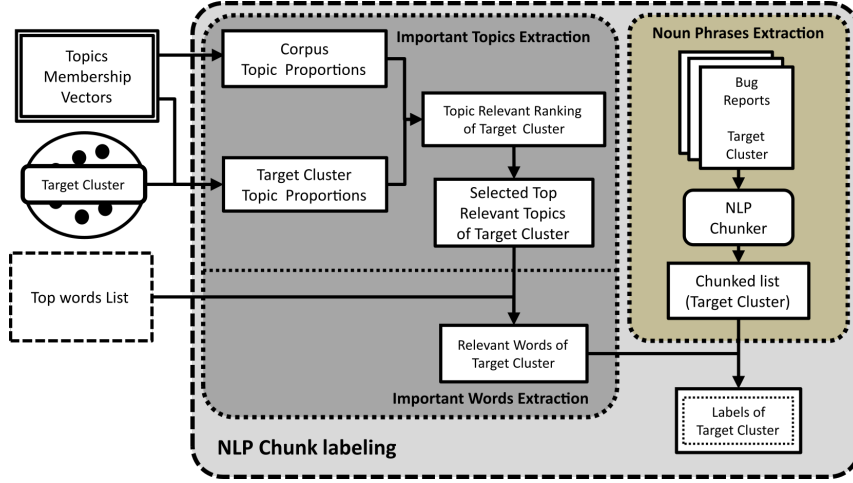 Topics
Membership
Vectors
Target Cluster
Top words List
Important Topics Extraction
Corpus
Topic Proportions
Target Cluster
Topic Proportions
Topic Relevant Ranking
of Target Cluster
Selected Top
Relevant Topics
of Target Cluster
Relevant Words of
Target Cluster
Important Words Extraction
Noun Phrases Extraction
Bug
Reports
Target
Cluster
NLP
Chunker
Chunked list
(Target Cluster)
Labels of
Target Cluster
NLP Chunk labeling